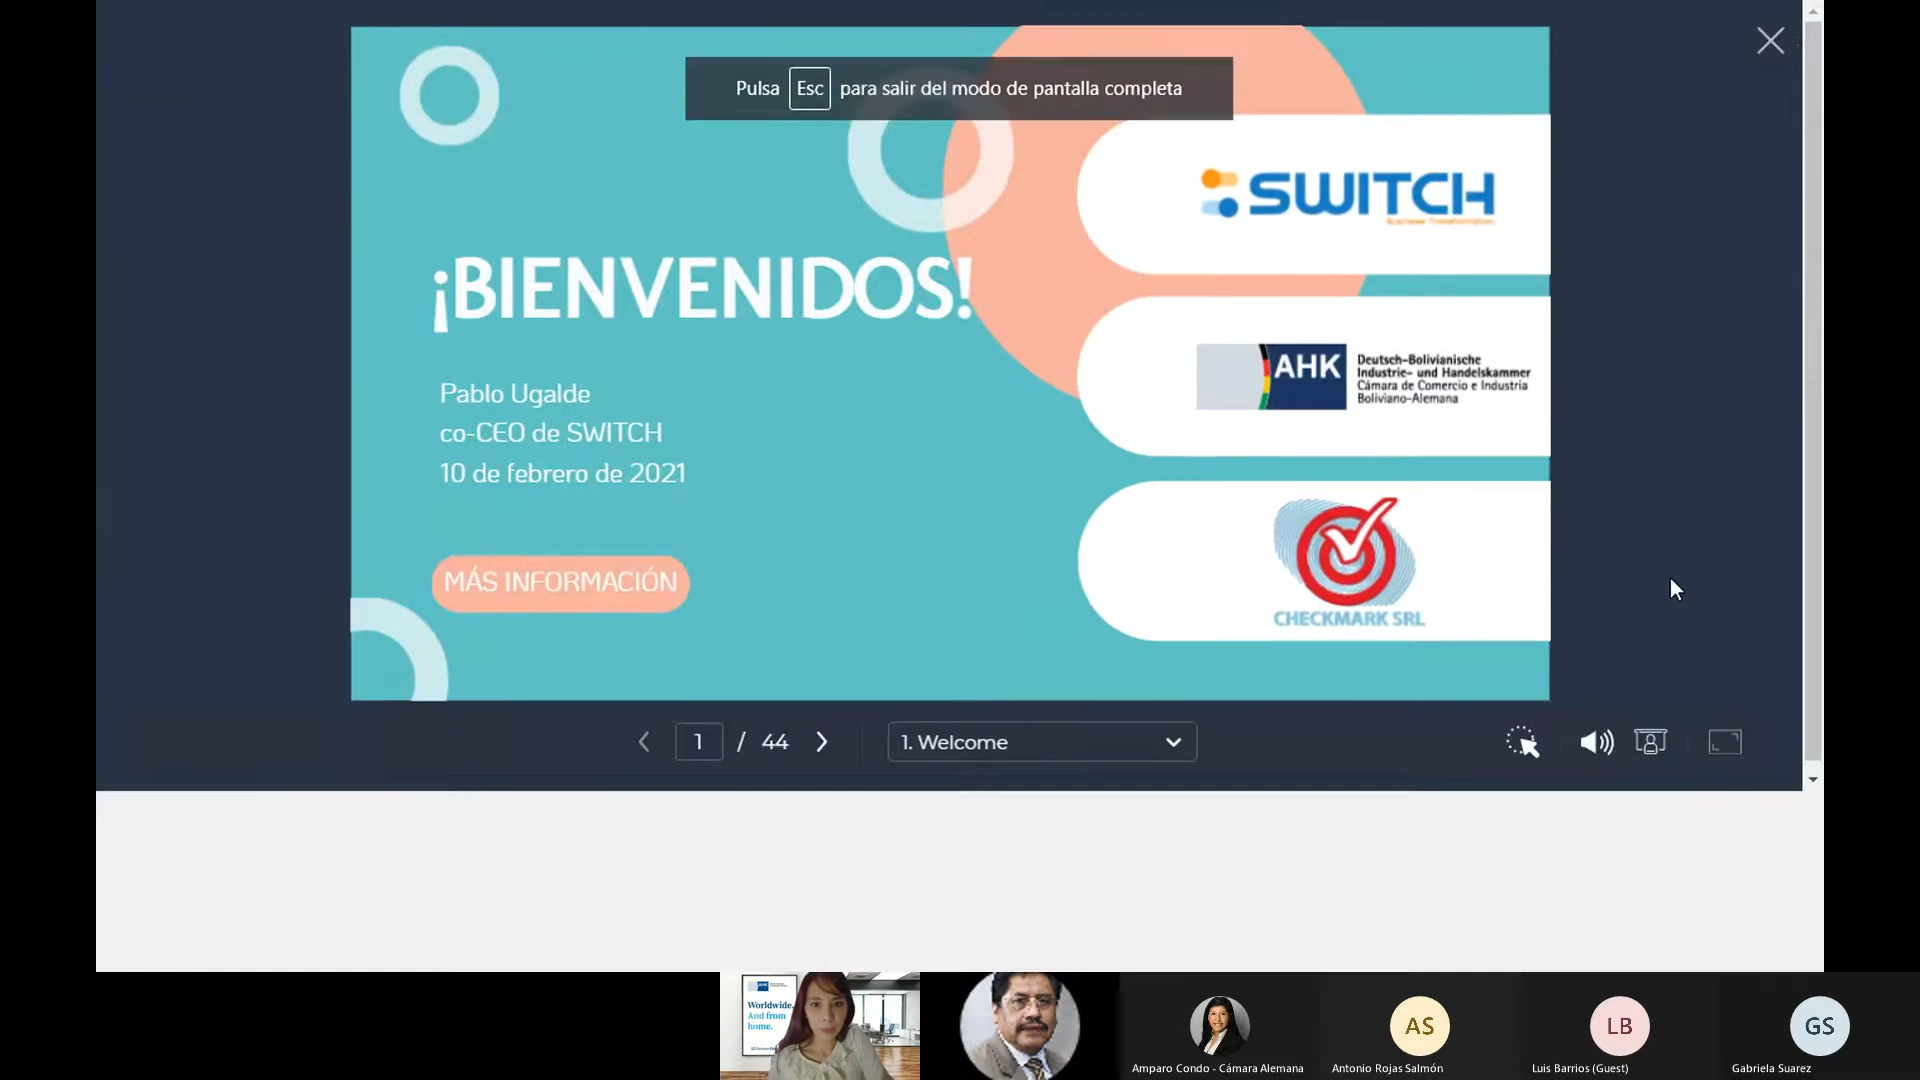 Pulsa Esc para salir del modo de pantalla completa
SWITCH
Business Transformation
¡BIENVENIDOS!
AHK
Deutsch-Bolivianische
Industrie- und Handelskammer
Cámara de Comercio e Industria
Boliviano-Alemana
Pablo Ugalde
co-CEO de SWITCH
10 de febrero de 2021
MÁS INFORMACIÓN
CHECKMARK SRL
1 / 44
1. Welcome
AHK
Worldwide.
And from
home.
AS
LB
GS
Amparo Condo - Cámara Alemana
Antonio Rojas Salmón
Luis Barrios (Guest)
Gabriela Suarez